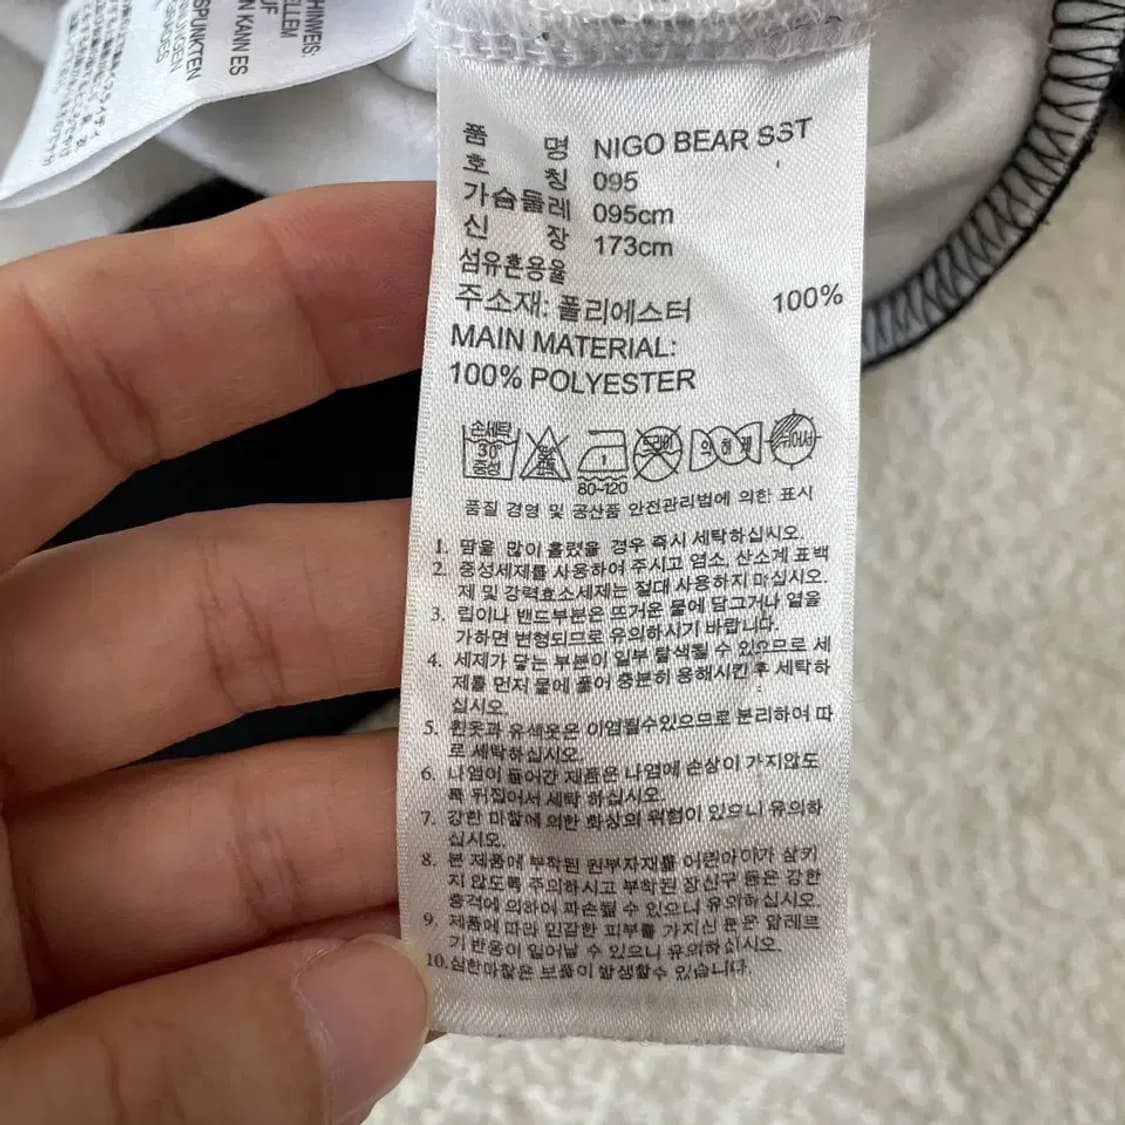 HINWEIS:
ELLEM
UF
N KANN ES
SPUNKTEN
品 명 NIGO BEAR SST
호 칭 095
가슴둘레 095cm
신 장 173cm
섬유혼용율
주소재: 폴리에스터 100%
MAIN MATERIAL:
100% POLYESTER
손세탁
30°
중성
80~120
드라이
약하게
뉘어서
품질 경영 및 공산품 안전관리법에 의한 표시
1. 땀을 많이 흘렸을 경우 즉시 세탁하십시오.
2. 중성세제를 사용하여 주시고 염소, 산소계 표백
제 및 강력효소세제는 절대 사용하지 마십시오.
3. 립이나 밴드부분은 뜨거운 물에 담그거나 열을
가하면 변형되므로 유의하시기 바랍니다.
4. 세제가 닿는 부분이 일부 탈색될 수 있으므로 세
제를 먼저 물에 풀어 충분히 용해시킨 후 세탁하
십시오.
5. 흰옷과 유색옷은 이염될수있으므로 분리하여 따
로 세탁하십시오.
6. 나염이 들어간 제품은 나염에 손상이 가지않도
록 뒤집어서 세탁 하십시오.
7. 강한 마찰에 의한 화상의 위험이 있으니 유의하
십시오.
8. 본 제품에 부착된 원부자재를 어린아이가 삼키
지 않도록 주의하시고 부착된 장신구 등은 강한
충격에 의하여 파손될 수 있으니 유의하십시오.
9. 제품에 따라 민감한 피부를 가지신 분은 알레르
기 반응이 일어날 수 있으니 유의하십시오.
10.심한마찰은 보풀이 발생할수 있습니다.